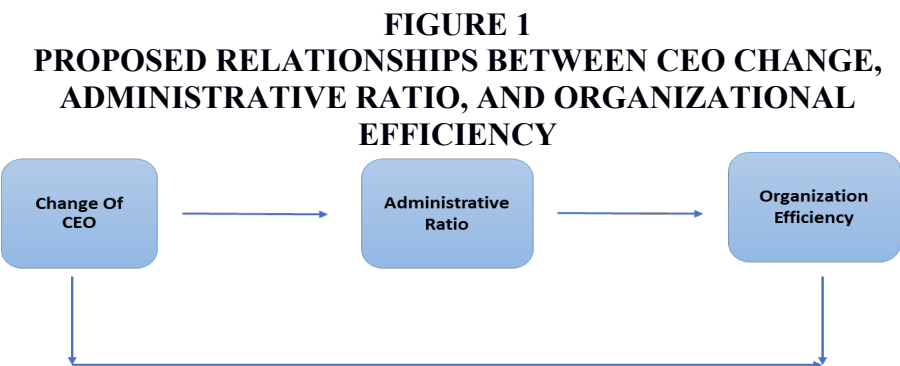 FIGURE 1
PROPOSED RELATIONSHIPS BETWEEN CEO CHANGE,
ADMINISTRATIVE RATIO, AND ORGANIZATIONAL
EFFICIENCY
Change Of
CEO
Administrative
Ratio
Organization
Efficiency